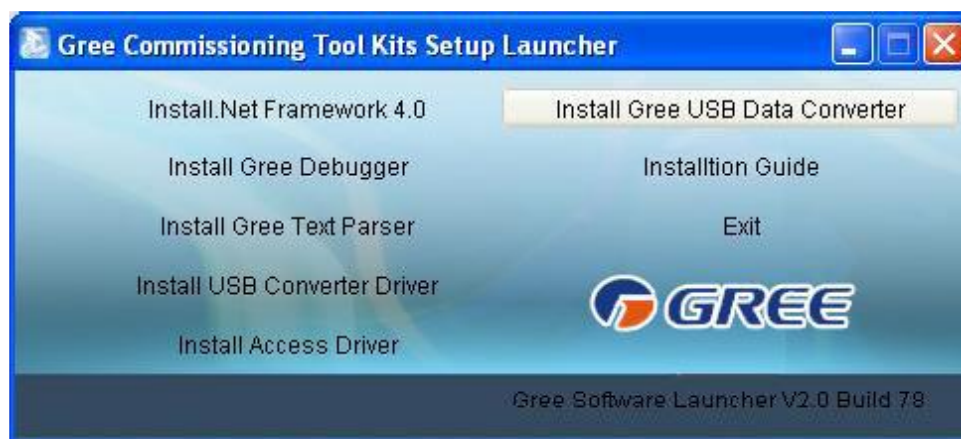 Gree Commissioning Tool Kits Setup Launcher
Install.Net Framework 4.0
Install Gree USB Data Converter
Install Gree Debugger
Installtion Guide
Install Gree Text Parser
Exit
Install USB Converter Driver
GREE
Install Access Driver
Gree Software Launcher V2.0 Build 78